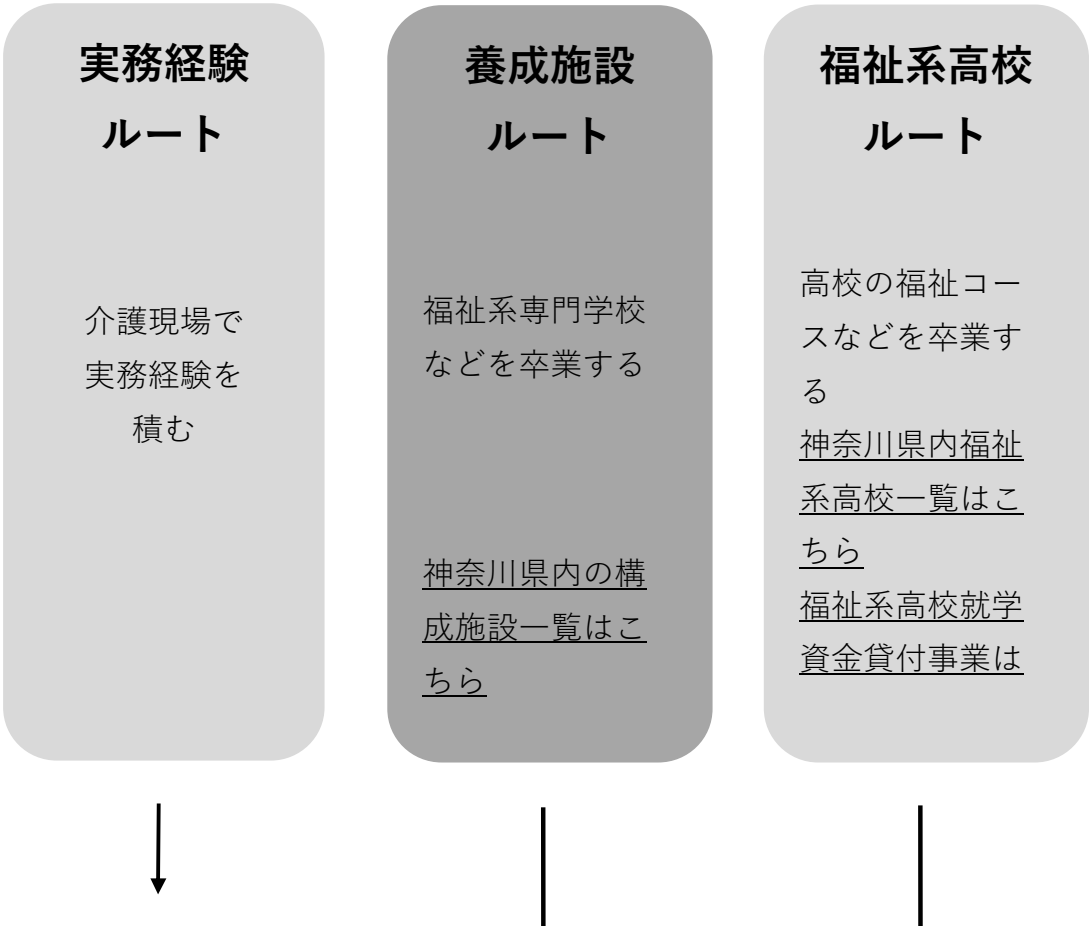 実務経験
ルート
介護現場で
実務経験を
積む
養成施設
ルート
福祉系専門学校
などを卒業する
神奈川県内の構
成施設一覧はこ
ちら
福祉系高校
ルート
高校の福祉コー
スなどを卒業す
る
神奈川県内福祉
系高校一覧はこ
ちら
福祉系高校就学
資金貸付事業は